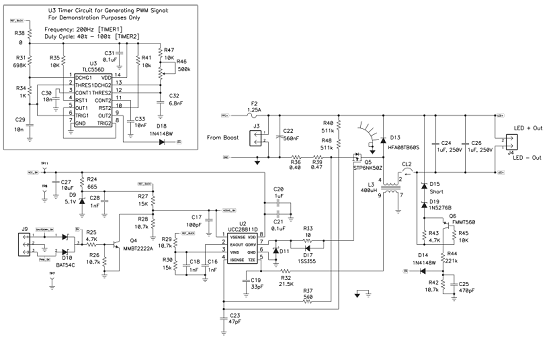 U3 Timer Circuit for Generating PWM Signal
For Demonstration Purposes Only
Frequency: 200Hz [TIMER1]
Duty Cycle: 40% - 100% [TIMER2]
R38
0
R31
698K
R34
1K
C29
10n
R35
10K
C30
10n
U3
TLC556D
DCHG1 VDD
THRES1 DCHG2
CONT1 THRES2
RST1 CONT2
OUT1 RST2
TRIG1 OUT2
GND TRIG2
C31
0.1uF
R41
10k
R47
10K
R46
500k
C32
6.8nF
C33
10nF
D18
1N4148W
F2
1.25A
J3
From Boost
C22
560nF
R40
511k
R48
511k
D13
HFA08TB60S
C24
1uF, 250V
C26
1uF, 250V
LED + Out
J4
LED - Out
R36
0.40
R39
0.47
Q5
STP6NK50Z
L3
400uH
CL2
D15
Short
D19
1N5276B
Q6
FMMT560
R43
4.7K
R45
10K
R44
221k
D14
1N4148W
R42
10.7k
C25
470pF
C27
10uF
D9
5.1v
R24
665
C28
1nF
R27
15K
J9
D10
BAT54C
R25
4.7K
R26
10.7k
Q4
MMBT2222A
C17
100pF
R29
10.7k
R30
15k
C18
1nF
C16
1nF
C20
1uF
C21
0.1uF
U2
UCC28811D
VSENSE VDD
EAOUT GDRV
VINS GND
ISENSE TZE
D11
R33
10
D17
1SS355
C19
33pF
R32
21.5K
R37
560
C23
47pF